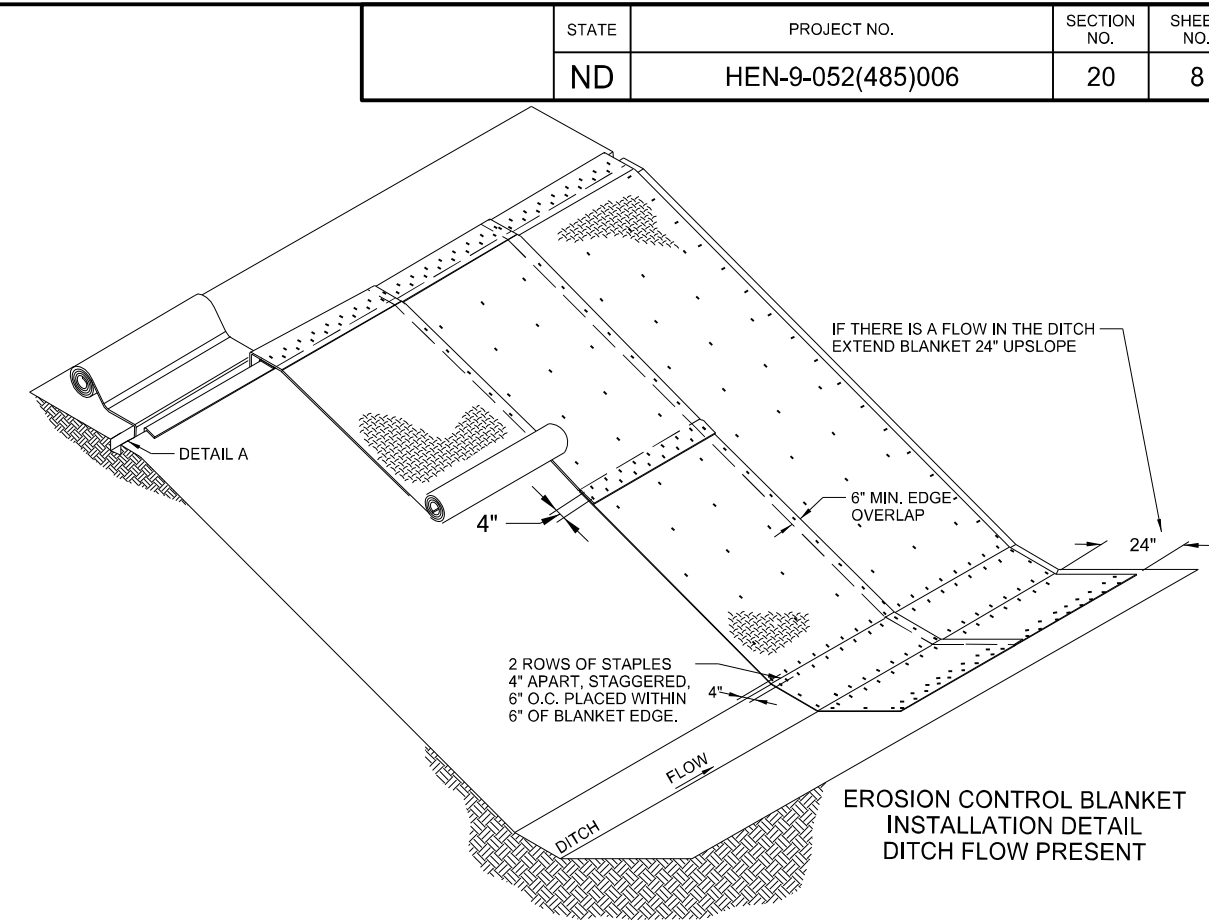 STATE
PROJECT NO.
SECTION
NO.
SHEE
NO.
ND
HEN-9-052(485)006
20
8
IF THERE IS A FLOW IN THE DITCH
EXTEND BLANKET 24" UPSLOPE
DETAIL A
4"
6" MIN. EDGE
OVERLAP
24"
2 ROWS OF STAPLES
4" APART, STAGGERED,
6" O.C. PLACED WITHIN
6" OF BLANKET EDGE.
4"
FLOW
DITCH
EROSION CONTROL BLANKET
INSTALLATION DETAIL
DITCH FLOW PRESENT